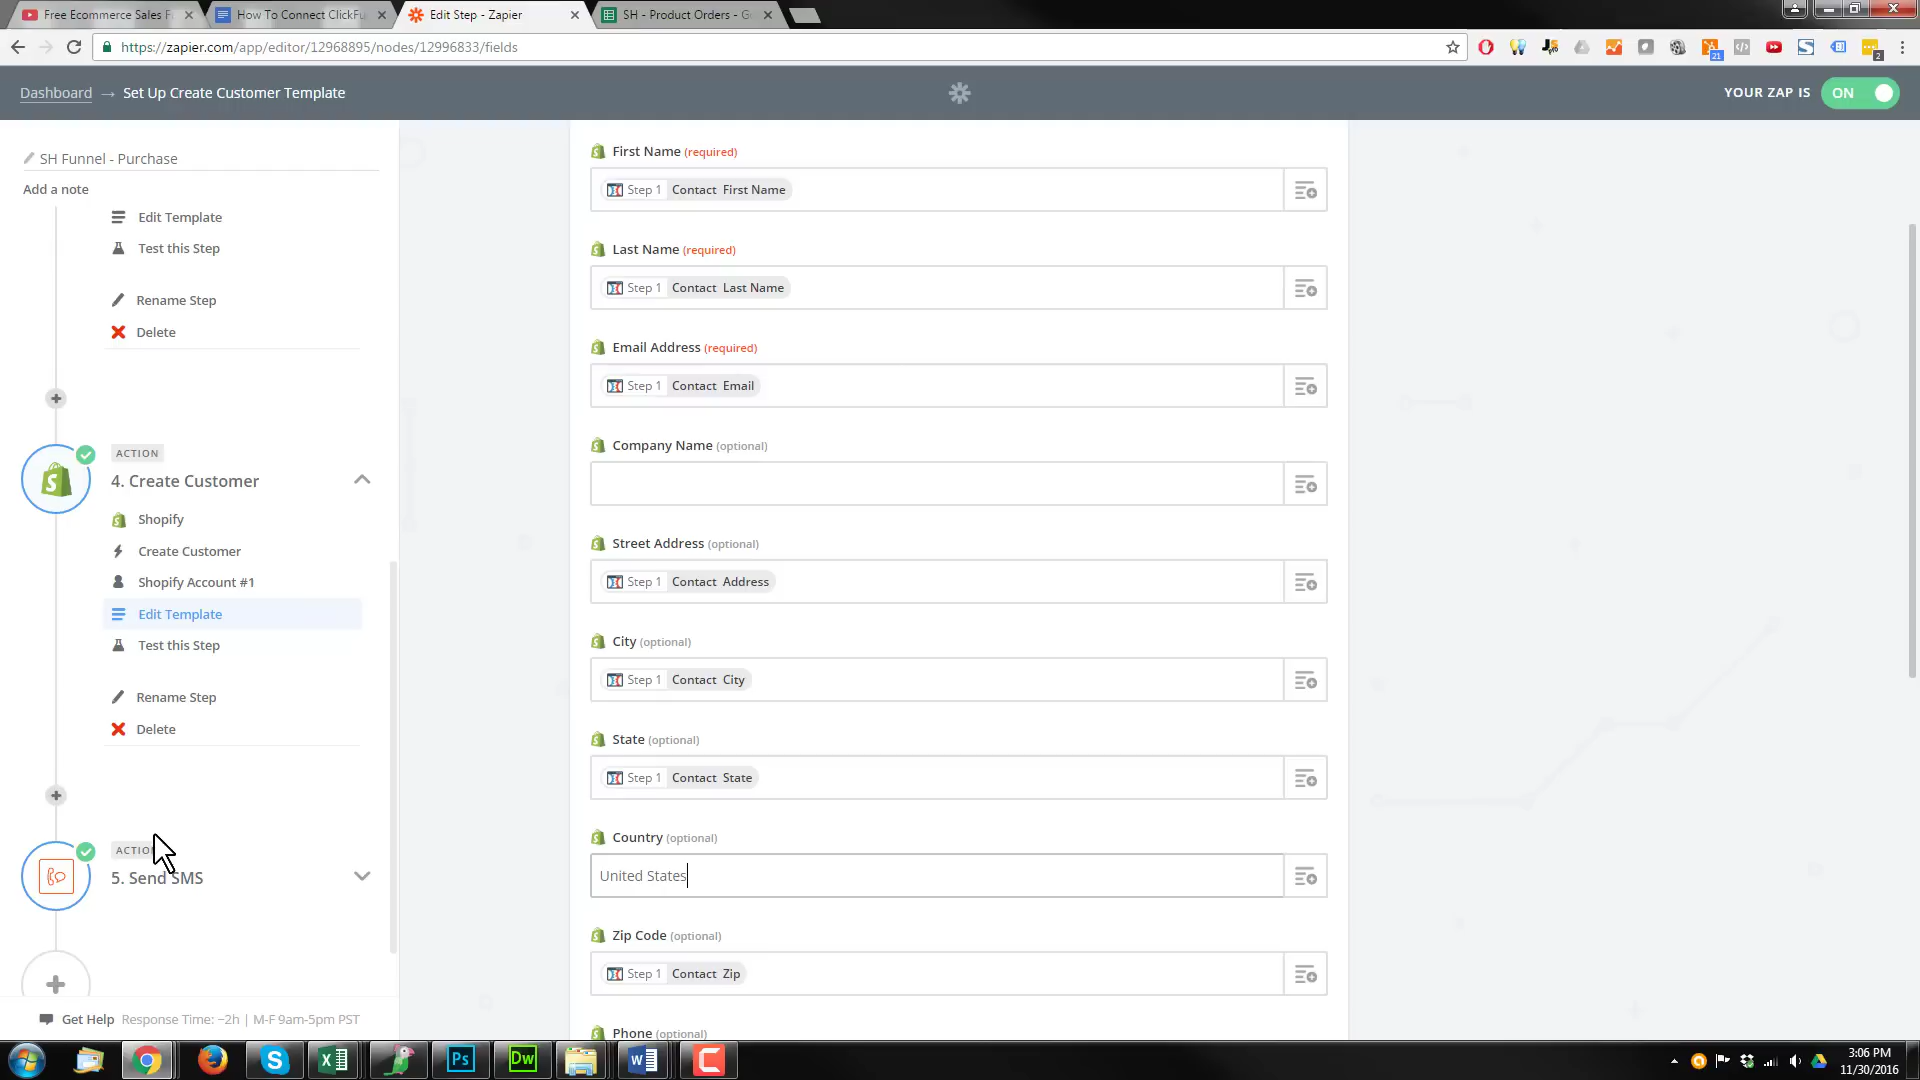 Free Ecommerce Sales F
How To Connect ClickFu
Edit Step - Zapier
SH - Product Orders - G
https://zapier.com/app/editor/12968895/nodes/12996833/fields
21
2
Dashboard → Set Up Create Customer Template
YOUR ZAP IS ON
SH Funnel - Purchase
Add a note
Edit Template
Test this Step
Rename Step
Delete
ACTION
4. Create Customer
Shopify
Create Customer
Shopify Account #1
Edit Template
Test this Step
Rename Step
Delete
ACTION
5. Send SMS
Get Help Response Time: ~2h | M-F 9am-5pm PST
First Name (required)
Step 1 Contact First Name
Last Name (required)
Step 1 Contact Last Name
Email Address (required)
Step 1 Contact Email
Company Name (optional)
Street Address (optional)
Step 1 Contact Address
City (optional)
Step 1 Contact City
State (optional)
Step 1 Contact State
Country (optional)
United States
Zip Code (optional)
Step 1 Contact Zip
Phone (optional)
Ps
Dw
3:06 PM
11/30/2016